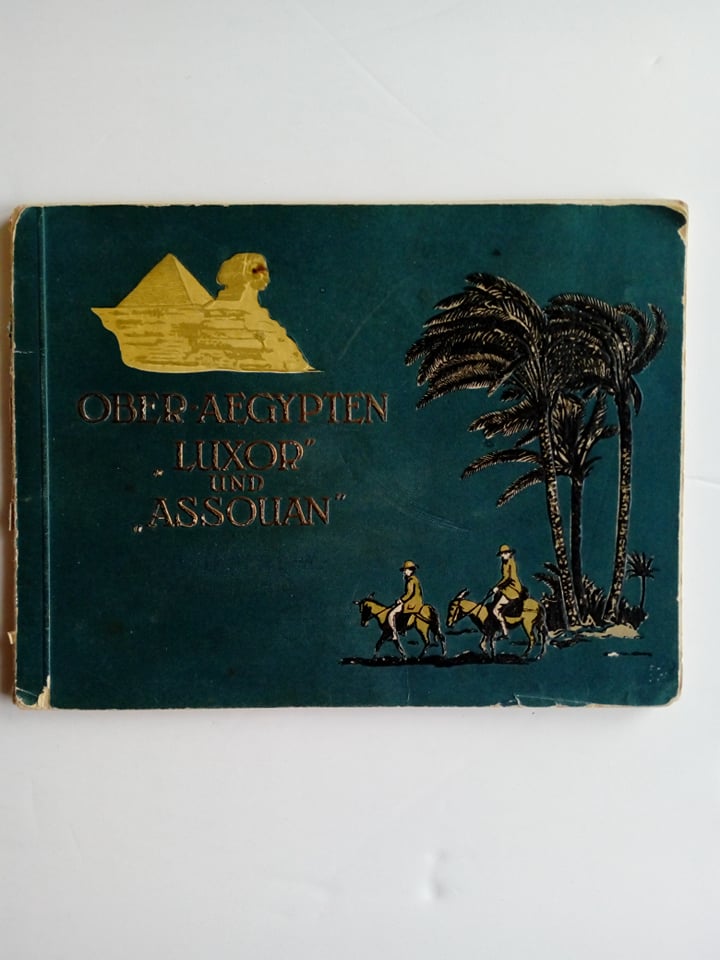 OBER-AEGYPTEN
„LUXOR"
UND
„ASSOUAN"